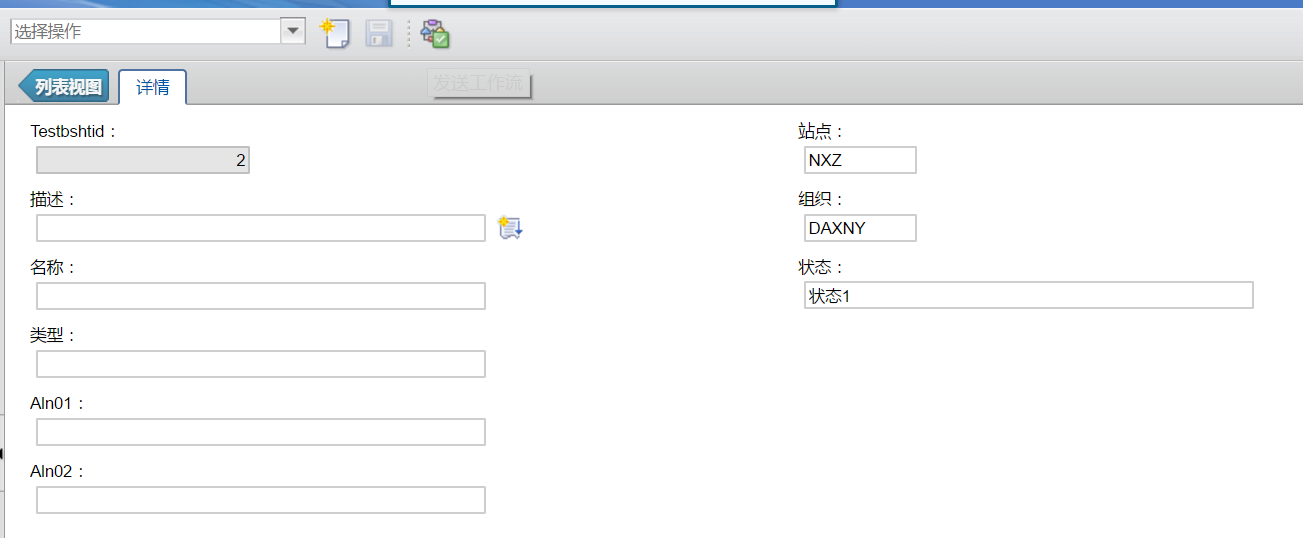 选择操作
列表视图
详情
发送工作流
Testbshtid：
2
站点：
NXZ
描述：
组织：
DAXNY
名称：
状态：
状态1
类型：
Aln01：
Aln02：